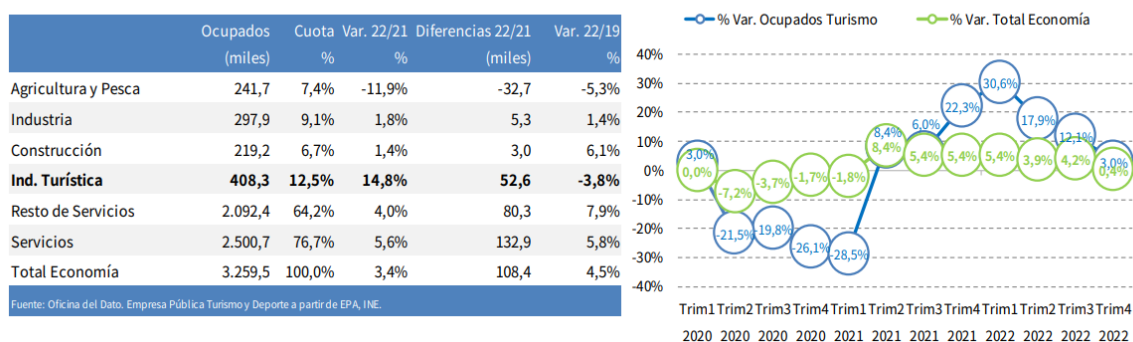 Ocupados Cuota Var. 22/21 Diferencias 22/21 Var. 22/19
(miles) % % (miles) %
Agricultura y Pesca 241,7 7,4% -11,9% -32,7 -5,3%
Industria 297,9 9,1% 1,8% 5,3 1,4%
Construcción 219,2 6,7% 1,4% 3,0 6,1%
Ind. Turística 408,3 12,5% 14,8% 52,6 -3,8%
Resto de Servicios 2.092,4 64,2% 4,0% 80,3 7,9%
Servicios 2.500,7 76,7% 5,6% 132,9 5,8%
Total Economía 3.259,5 100,0% 3,4% 108,4 4,5%
Fuente: Oficina del Dato. Empresa Pública Turismo y Deporte a partir de EPA, INE.
% Var. Ocupados Turismo % Var. Total Economía
40%
30%
20%
10%
0%
-10%
-20%
-30%
-40%
3,0% -21,5% -19,8% -26,1% -28,5% 8,4% 6,0% 22,3% 30,6% 17,9% 12,1% 3,0%
0,0% -7,2% -3,7% -1,7% -1,8% 8,4% 5,4% 5,4% 5,4% 3,9% 4,2% 0,4%
Trim1 Trim2 Trim3 Trim4 Trim1 Trim2 Trim3 Trim4 Trim1 Trim2 Trim3 Trim4
2020 2020 2020 2020 2021 2021 2021 2021 2022 2022 2022 2022